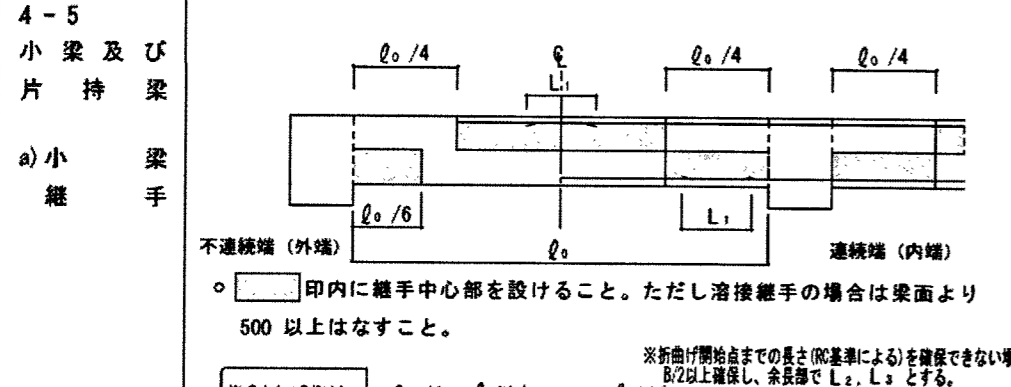 4-5
小梁及び
片持梁
a)小梁
継手
ℓ₀/4
℄
ℓ₀/4
ℓ₀/4
L₁
ℓ₀/6
L₁
不連続端(外端)
ℓ₀
連続端(内端)
○ 印内に継手中心部を設けること。ただし溶接継手の場合は梁面より
500 以上はなすこと。
※折曲げ開始点までの長さ(RC基準による)を確保できない
B/2以上確保し、余長部で L₂, L₃ とする。